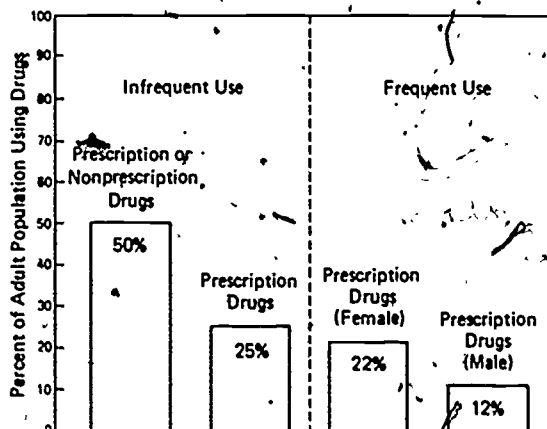 Percent of Adult Population Using Drugs
100
90
80
70
60
50
40
30
20
10
0
Infrequent Use
Frequent Use
Prescription or
Nonprescription
Drugs
50%
Prescription
Drugs
25%
Prescription
Drugs
(Female)
22%
Prescription
Drugs
(Male)
12%